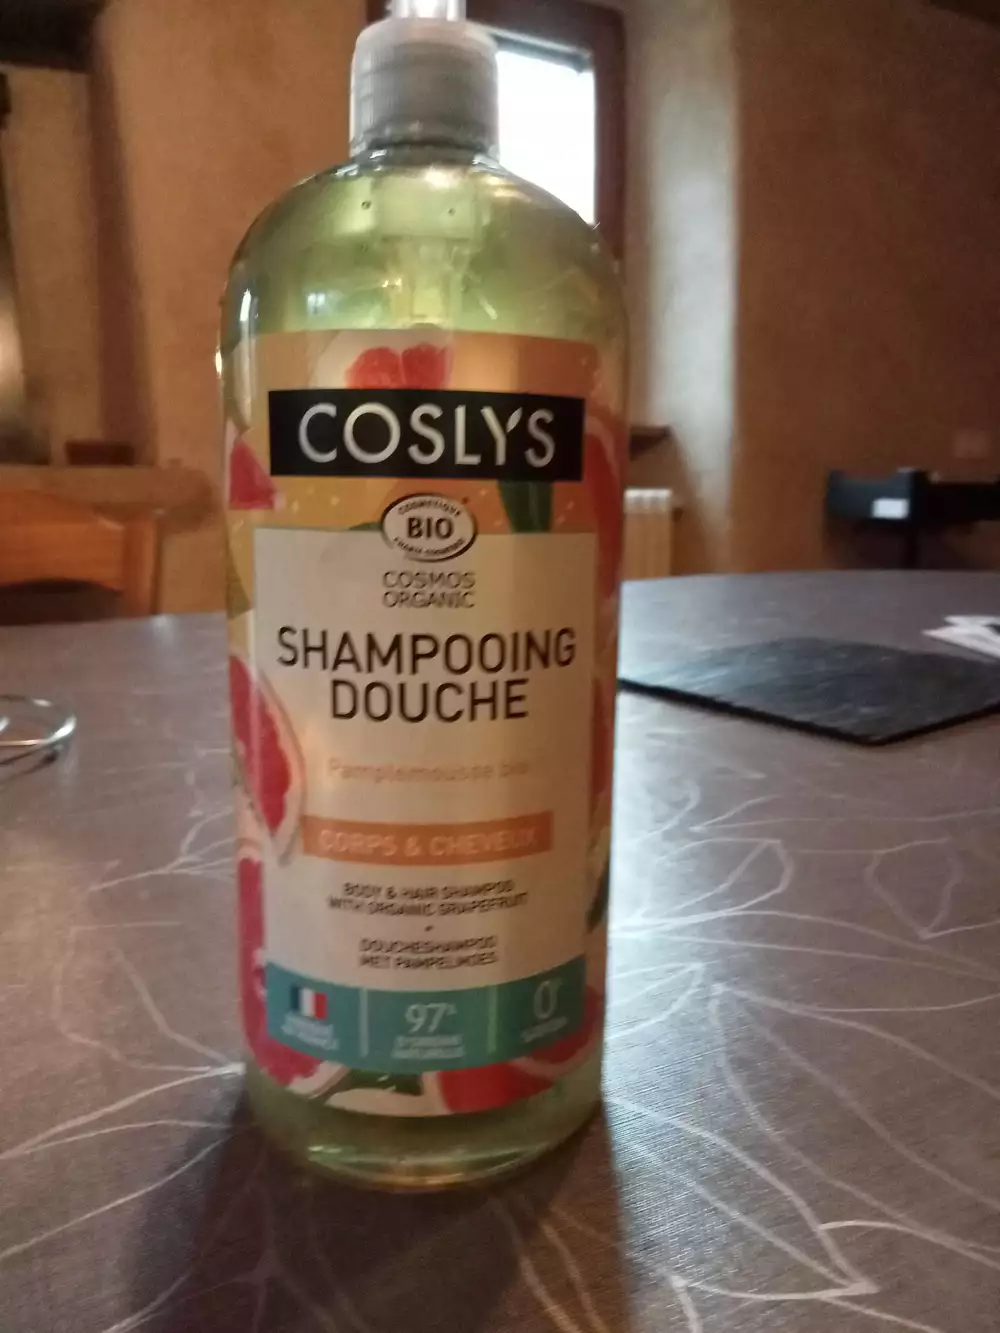 COSLYS
COSMETIQUE
BIO
COSMOS
ORGANIC
SHAMPOOING
DOUCHE
Pamplemousse bio
CORPS & CHEVEUX
BODY & HAIR SHAMPOO
WITH ORGANIC GRAPEFRUIT
DOUCHESHAMPOO
MET PAMPELMOES
97%
0%